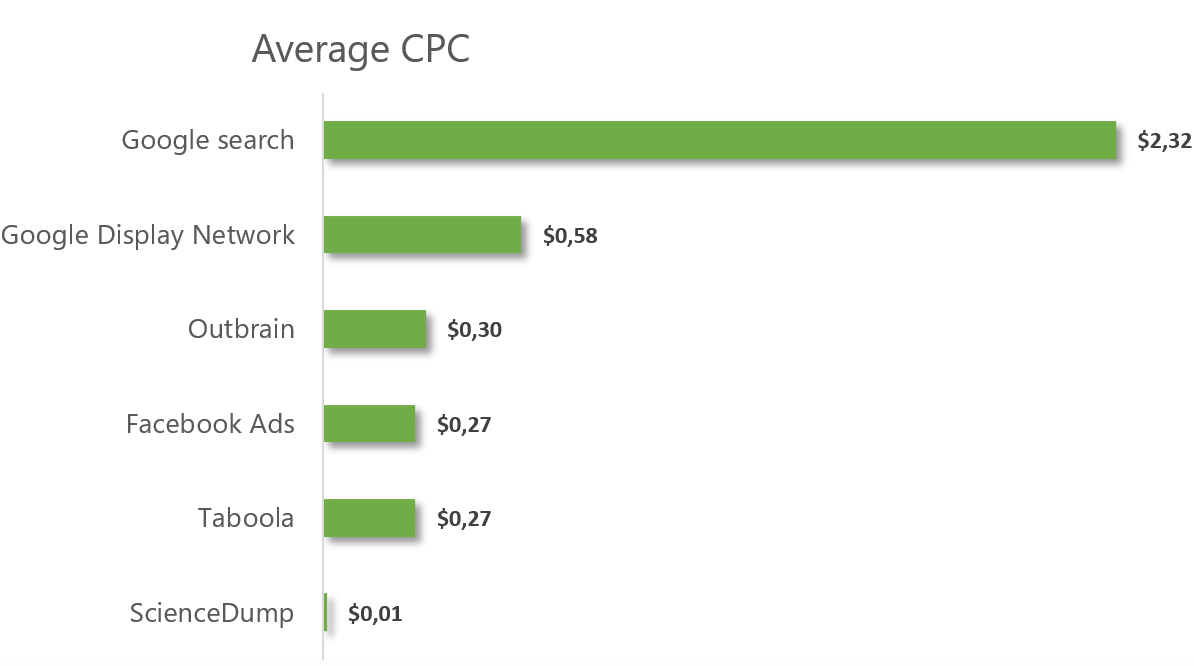 Average CPC
Google search $2,32
Google Display Network $0,58
Outbrain $0,30
Facebook Ads $0,27
Taboola $0,27
ScienceDump $0,01